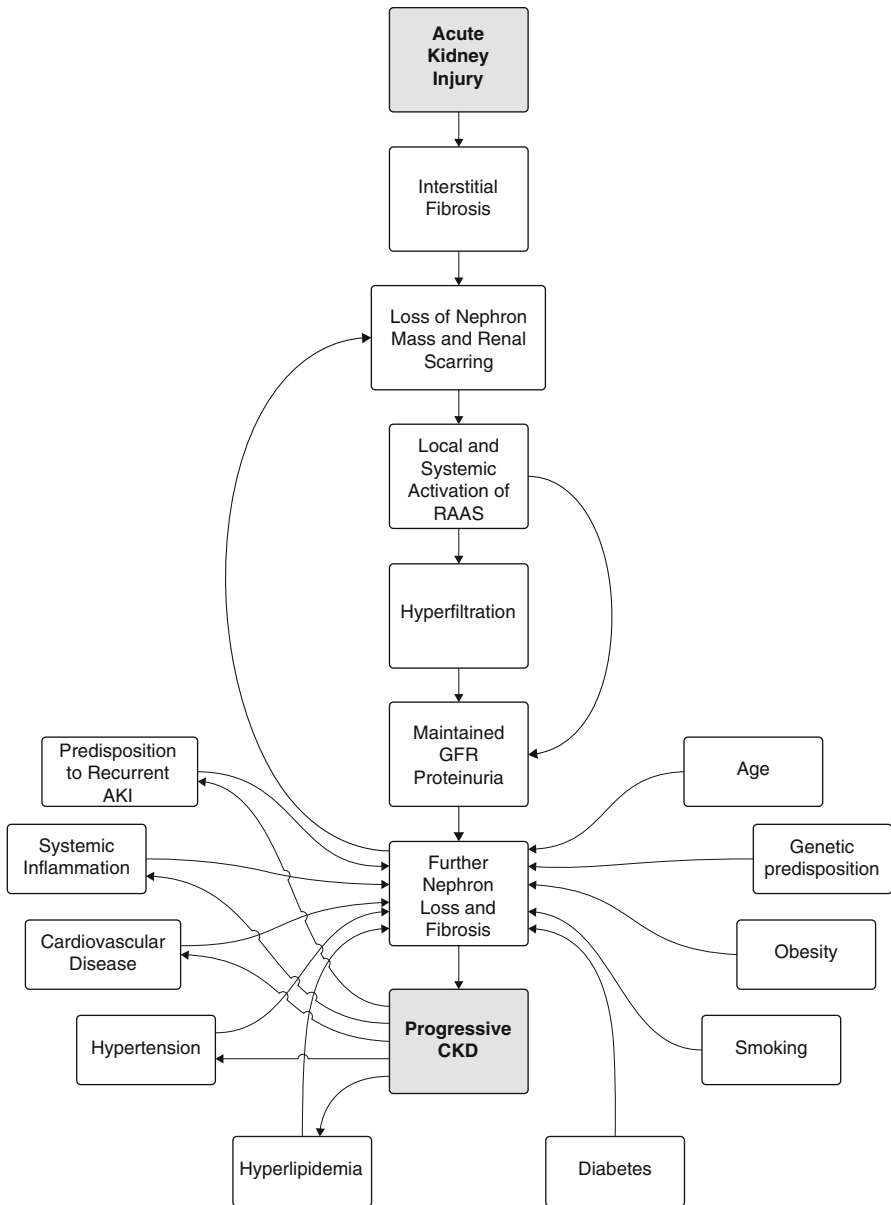 Acute
Kidney
Injury
Interstitial
Fibrosis
Loss of Nephron
Mass and Renal
Scarring
Local and
Systemic
Activation of
RAAS
Hyperfiltration
Maintained
GFR
Proteinuria
Predisposition
to Recurrent
AKI
Age
Systemic
Inflammation
Further
Nephron
Loss and
Fibrosis
Genetic
predisposition
Cardiovascular
Disease
Obesity
Hypertension
Progressive
CKD
Smoking
Hyperlipidemia
Diabetes